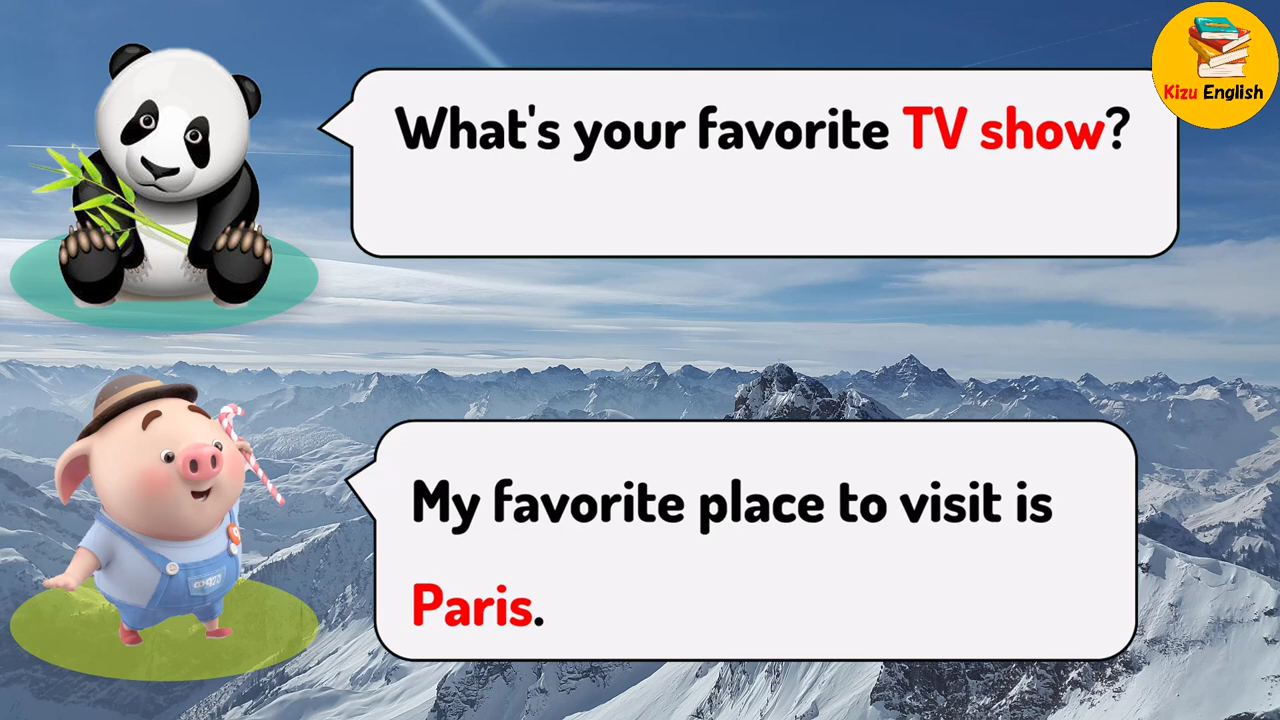 Kizu English
What's your favorite TV show?
My favorite place to visit is
Paris.